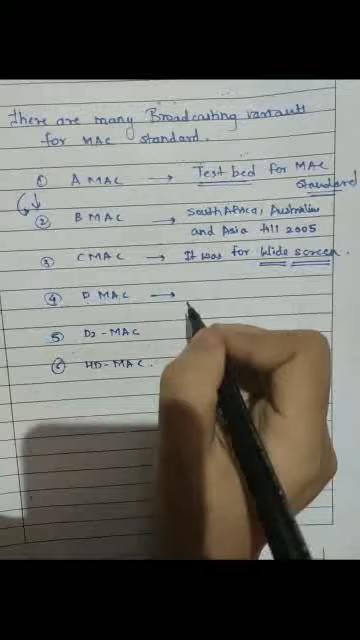 There are many Broadcasting variants
for MAC standard.
① A MAC → Test bed for MAC
standard
② B MAC → South Africa, Australia
and Asia till 2005
③ C MAC → It was for Wide screen.
④ D MAC →
⑤ D2-MAC
⑥ HD-MAC.